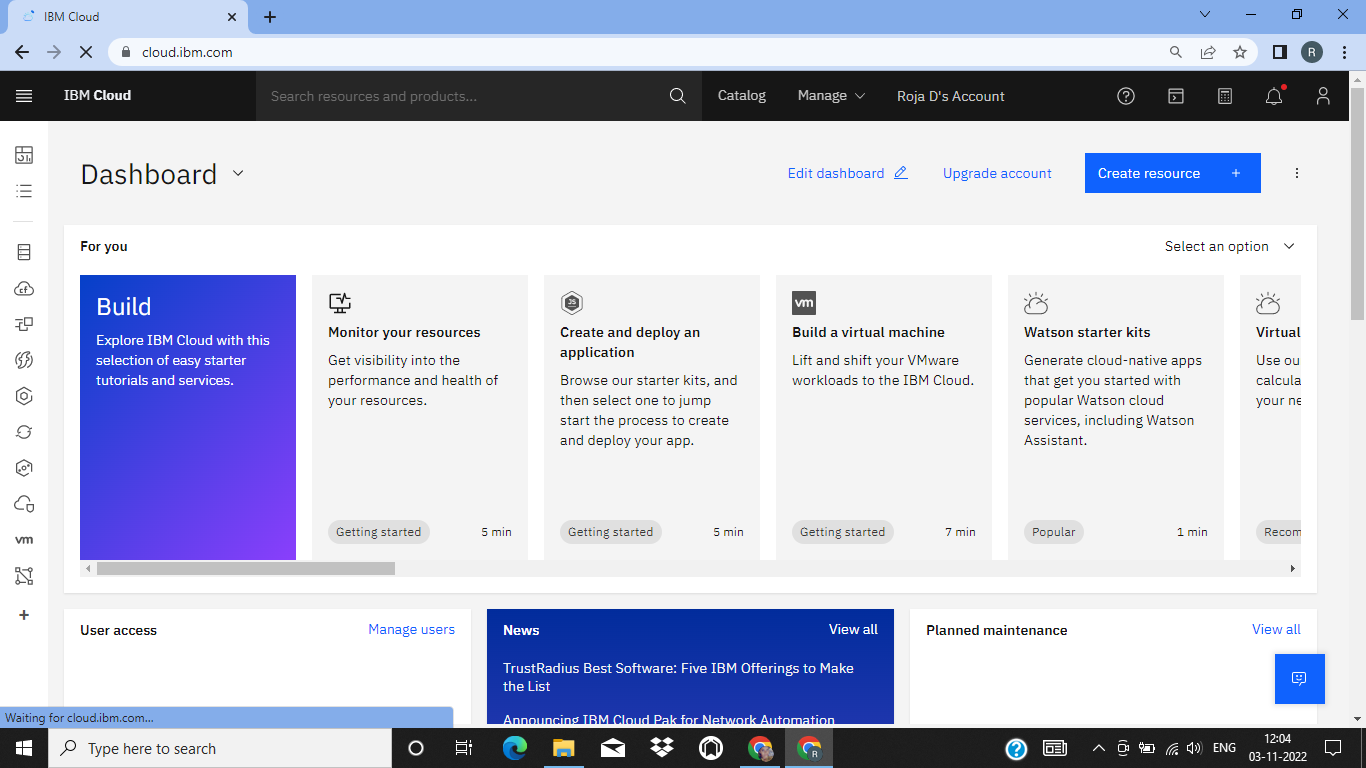 IBM Cloud
cloud.ibm.com
R
IBM Cloud
Search resources and products...
Catalog
Manage
Roja D's Account
Dashboard
Edit dashboard
Upgrade account
Create resource +
For you
Select an option
Build
Explore IBM Cloud with this
selection of easy starter
tutorials and services.
Monitor your resources
Get visibility into the
performance and health of
your resources.
Getting started
5 min
JS
Create and deploy an
application
Browse our starter kits, and
then select one to jump
start the process to create
and deploy your app.
Getting started
5 min
vm
Build a virtual machine
Lift and shift your VMware
workloads to the IBM Cloud.
Getting started
7 min
Watson starter kits
Generate cloud-native apps
that get you started with
popular Watson cloud
services, including Watson
Assistant.
Popular
1 min
Virtual
Use ou
calcula
your ne
Recom
cf
vm
User access
Manage users
News
View all
TrustRadius Best Software: Five IBM Offerings to Make
the List
Announcing IBM Cloud Pak for Network Automation
Planned maintenance
View all
Waiting for cloud.ibm.com...
Type here to search
R
ENG
12:04
03-11-2022